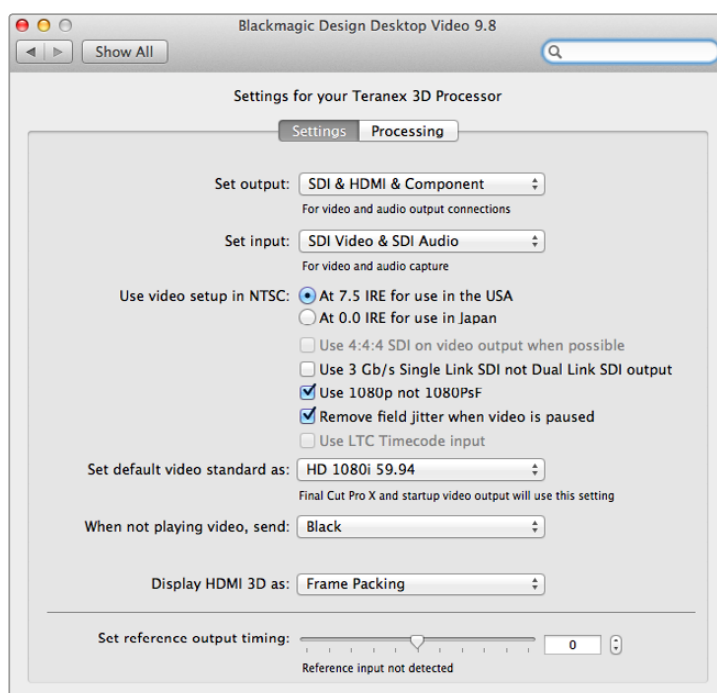 Blackmagic Design Desktop Video 9.8
Show All
Settings for your Teranex 3D Processor
Settings Processing
Set output: SDI & HDMI & Component
For video and audio output connections
Set input: SDI Video & SDI Audio
For video and audio capture
Use video setup in NTSC: At 7.5 IRE for use in the USA
At 0.0 IRE for use in Japan
Use 4:4:4 SDI on video output when possible
Use 3 Gb/s Single Link SDI not Dual Link SDI output
Use 1080p not 1080PsF
Remove field jitter when video is paused
Use LTC Timecode input
Set default video standard as: HD 1080i 59.94
Final Cut Pro X and startup video output will use this setting
When not playing video, send: Black
Display HDMI 3D as: Frame Packing
Set reference output timing: 0
Reference input not detected